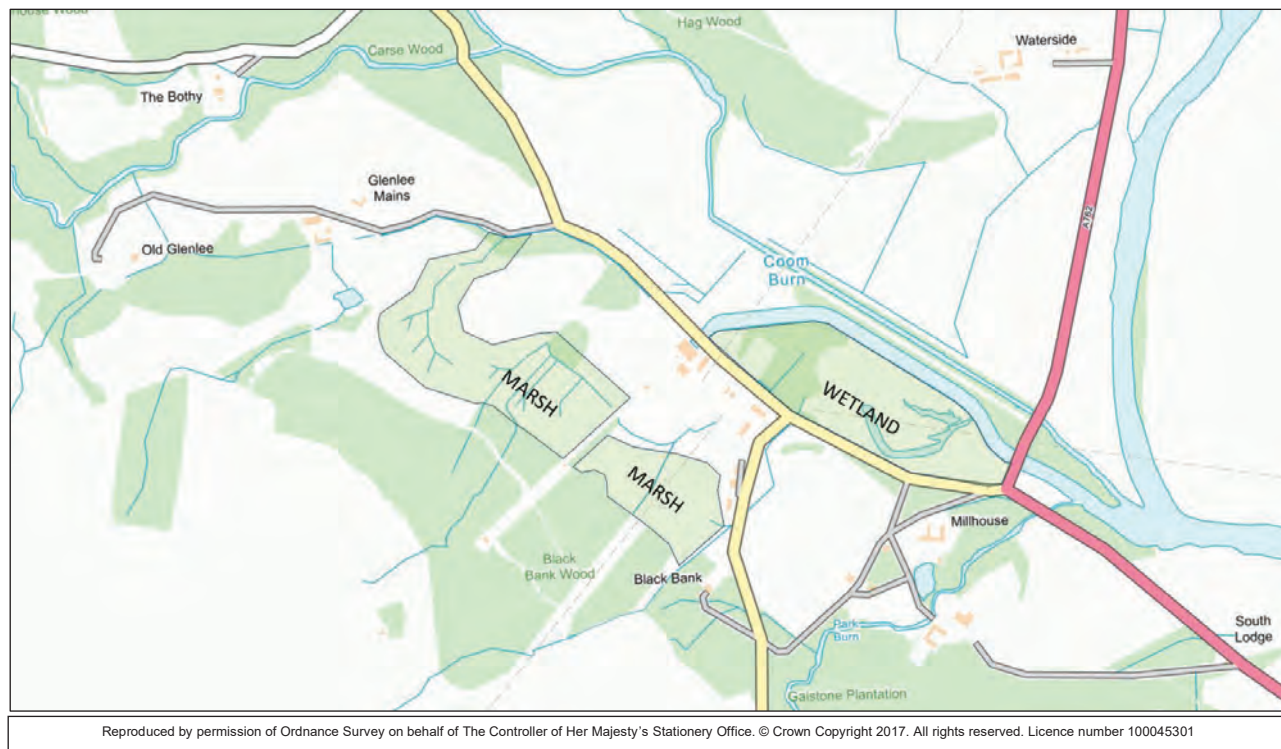 house Wood
Carse Wood
Hag Wood
Waterside
The Bothy
Glenlee
Mains
A762
Old Glenlee
Coom
Burn
MARSH
WETLAND
MARSH
Millhouse
Black
Bank Wood
Black Bank
Park
Burn
South
Lodge
Gaistone Plantation
Reproduced by permission of Ordnance Survey on behalf of The Controller of Her Majesty's Stationery Office. © Crown Copyright 2017. All rights reserved. Licence number 100045301